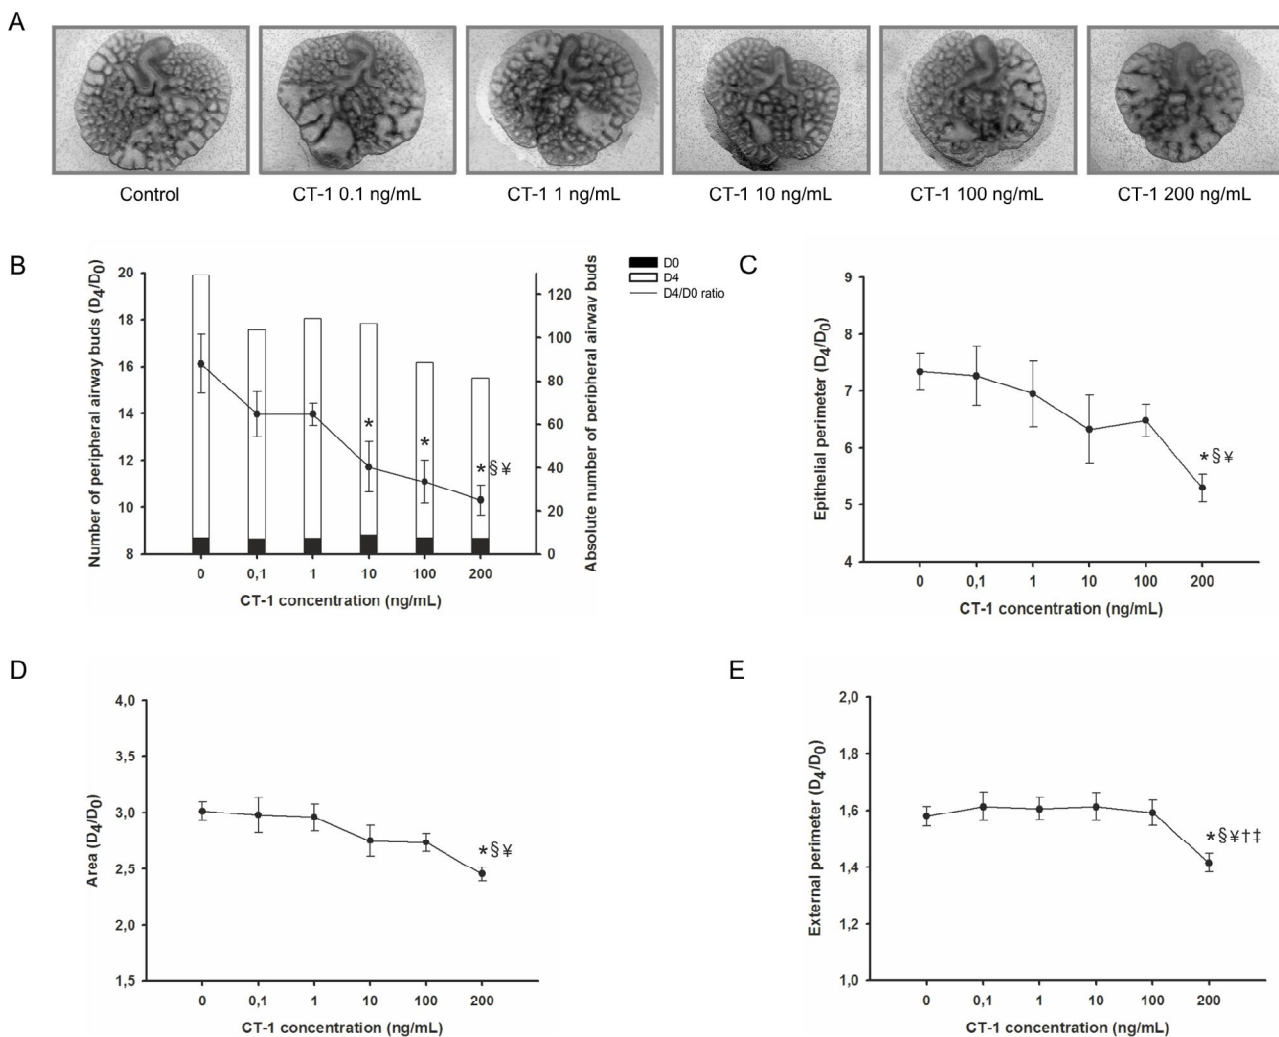 A
Control
CT-1 0.1 ng/mL
CT-1 1 ng/mL
CT-1 10 ng/mL
CT-1 100 ng/mL
CT-1 200 ng/mL
B
Number of peripheral airway buds (D4/D0)
20
18
16
14
12
10
8
*
*
*§¥
120
100
80
60
40
20
0
Absolute number of peripheral airway buds
D0
D4
D4/D0 ratio
0
0,1
1
10
100
200
CT-1 concentration (ng/mL)
C
Epithelial perimeter (D4/D0)
9
8
7
6
5
4
*§¥
0
0,1
1
10
100
200
CT-1 concentration (ng/mL)
D
Area (D4/D0)
4,0
3,5
3,0
2,5
2,0
1,5
*§¥
0
0,1
1
10
100
200
CT-1 concentration (ng/mL)
E
External perimeter (D4/D0)
2,0
1,8
1,6
1,4
1,2
1,0
*§¥†‡
0
0,1
1
10
100
200
CT-1 concentration (ng/mL)